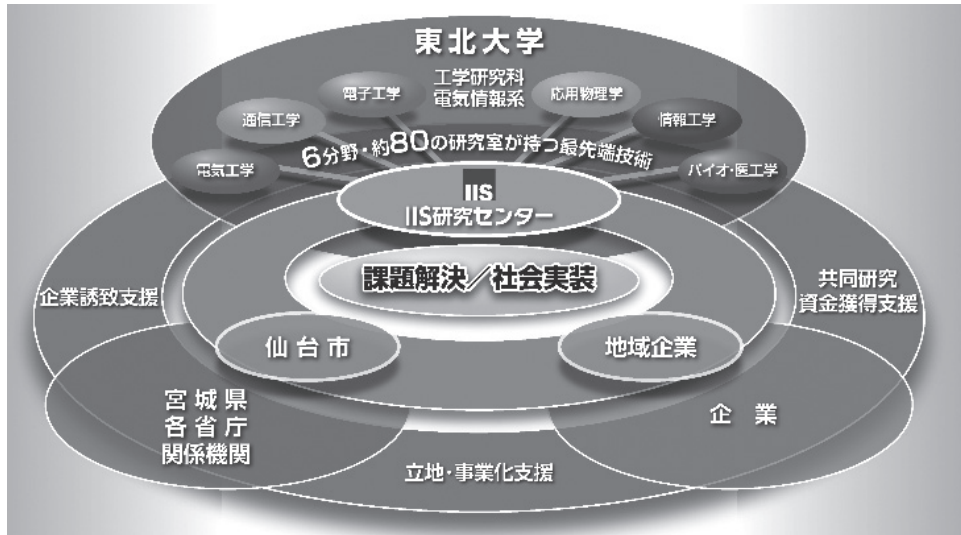 東北大学
工学研究科
電気情報系
電子工学
応用物理学
通信工学
情報工学
6分野・約80の研究室が持つ最先端技術
電気工学
バイオ・医工学
IIS
IIS研究センター
課題解決／社会実装
企業誘致支援
共同研究
資金獲得支援
仙台市
地域企業
宮城県
各省庁
関係機関
企業
立地・事業化支援